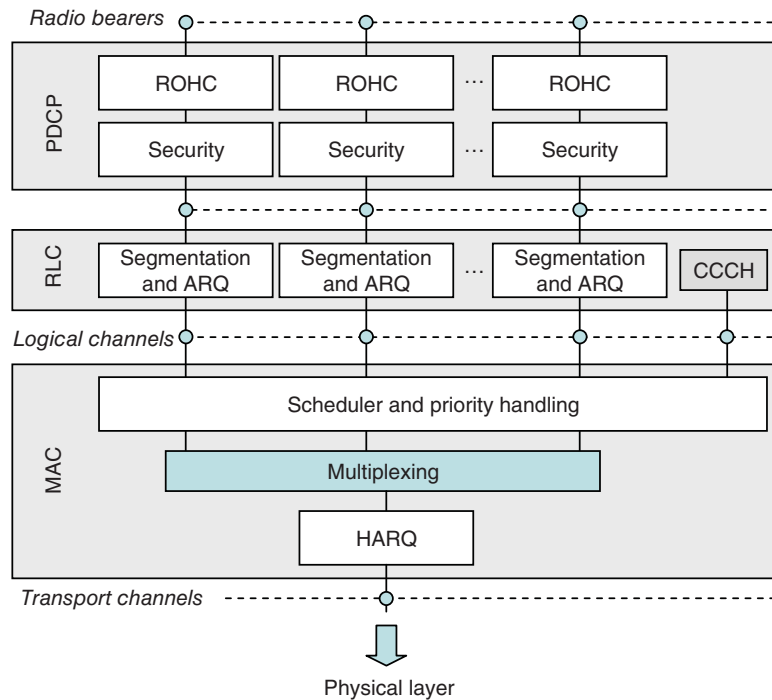 Radio bearers
PDCP
ROHC
ROHC
...
ROHC
Security
Security
...
Security
RLC
Segmentation
and ARQ
Segmentation
and ARQ
...
Segmentation
and ARQ
CCCH
Logical channels
MAC
Scheduler and priority handling
Multiplexing
HARQ
Transport channels
Physical layer